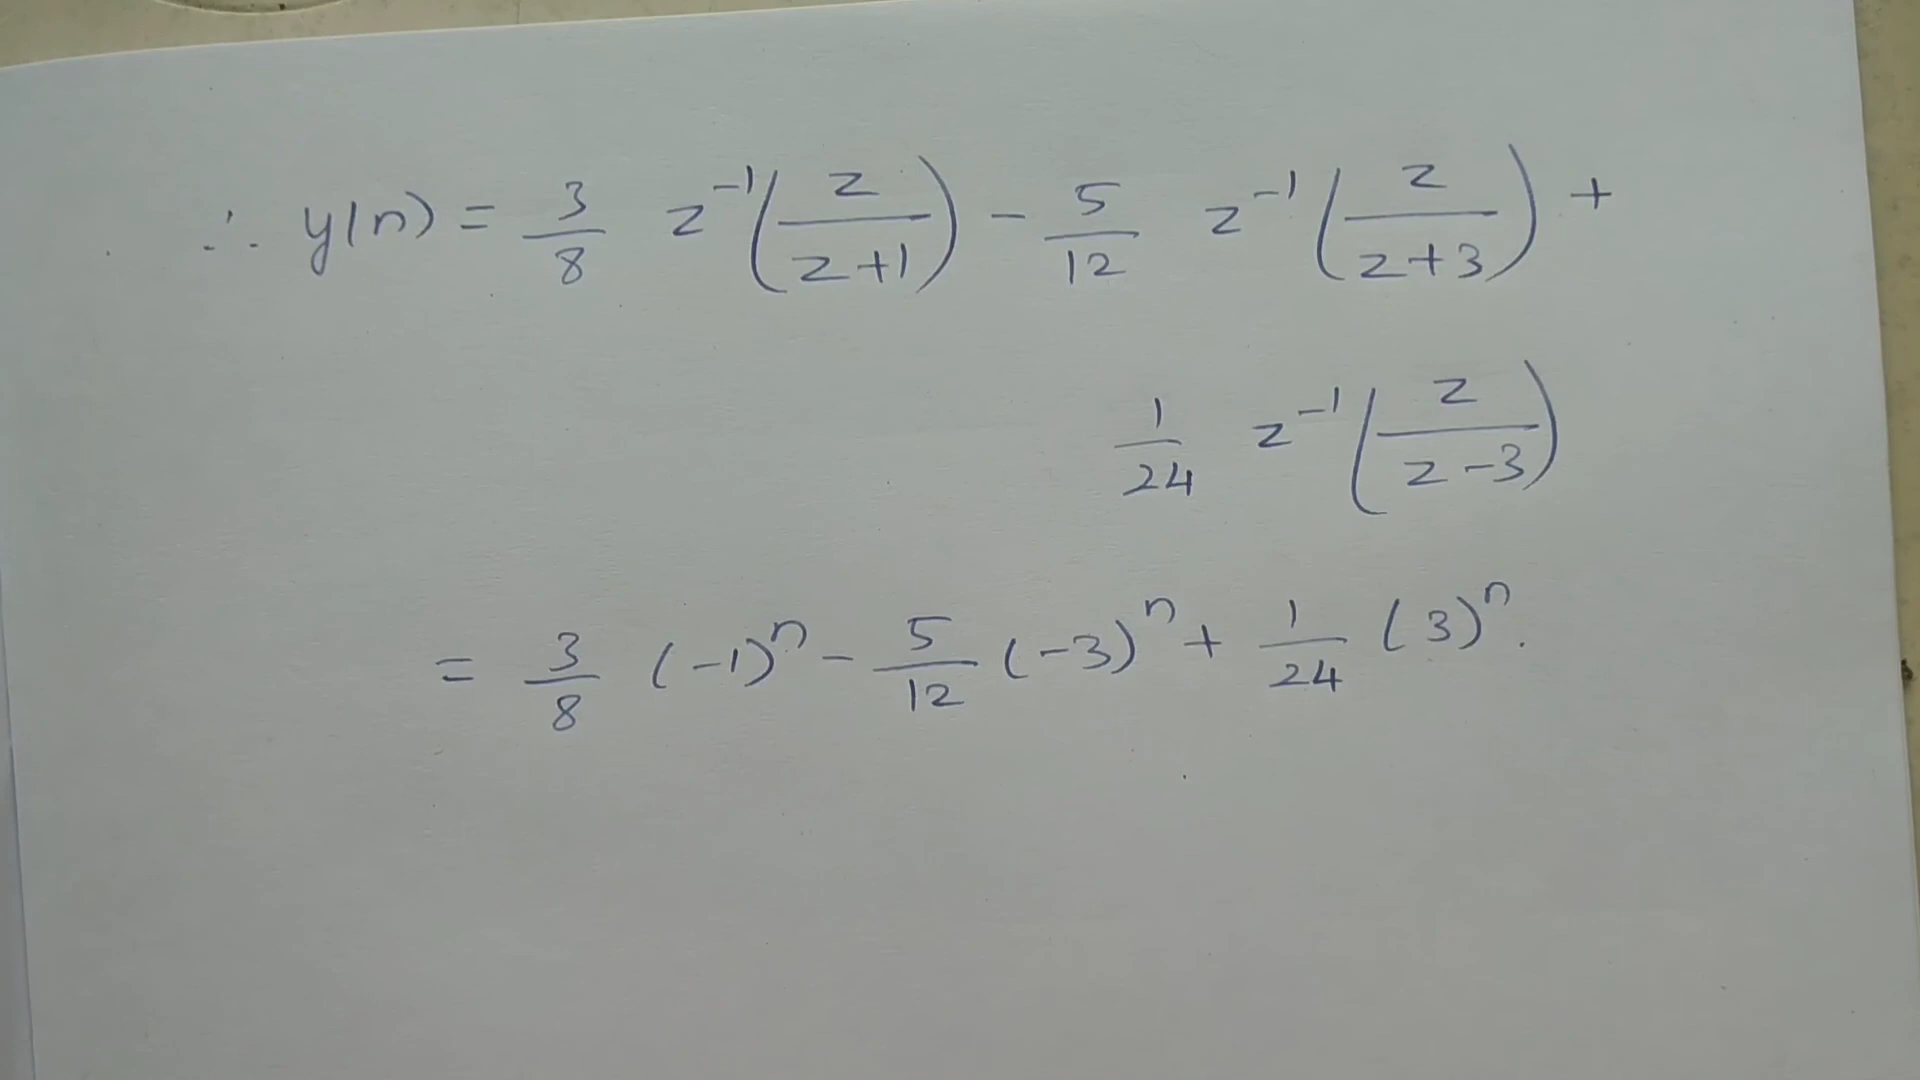 ∴ y(n) = 3/8 z⁻¹(z/(z+1)) - 5/12 z⁻¹(z/(z+3)) +
1/24 z⁻¹(z/(z-3))
= 3/8 (-1)ⁿ - 5/12 (-3)ⁿ + 1/24 (3)ⁿ.